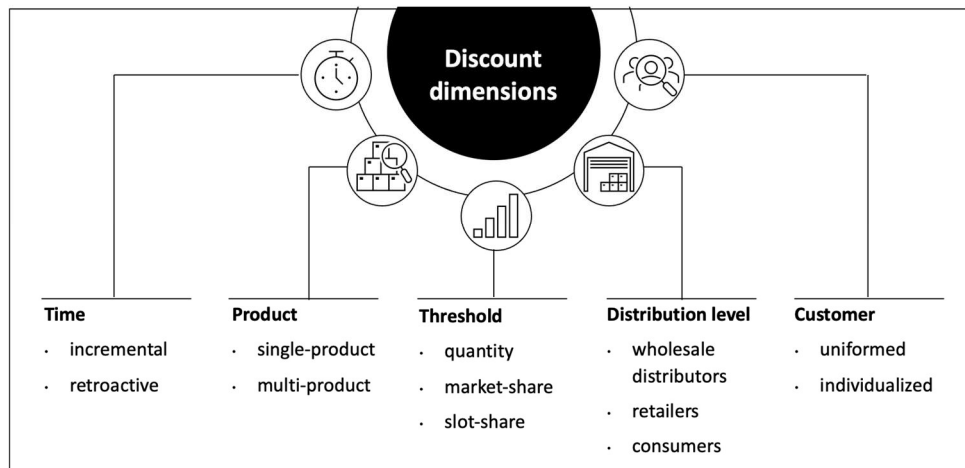 Discount
dimensions
Time
· incremental
· retroactive
Product
· single-product
· multi-product
Threshold
· quantity
· market-share
· slot-share
Distribution level
· wholesale
distributors
· retailers
· consumers
Customer
· uniformed
· individualized